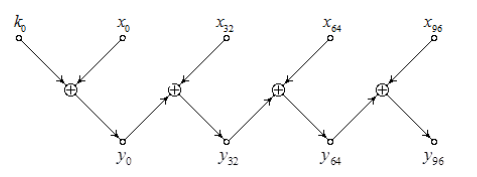 k₀ x₀ x₃₂ x₆₄ x₉₆
⊕ ⊕ ⊕ ⊕
y₀ y₃₂ y₆₄ y₉₆